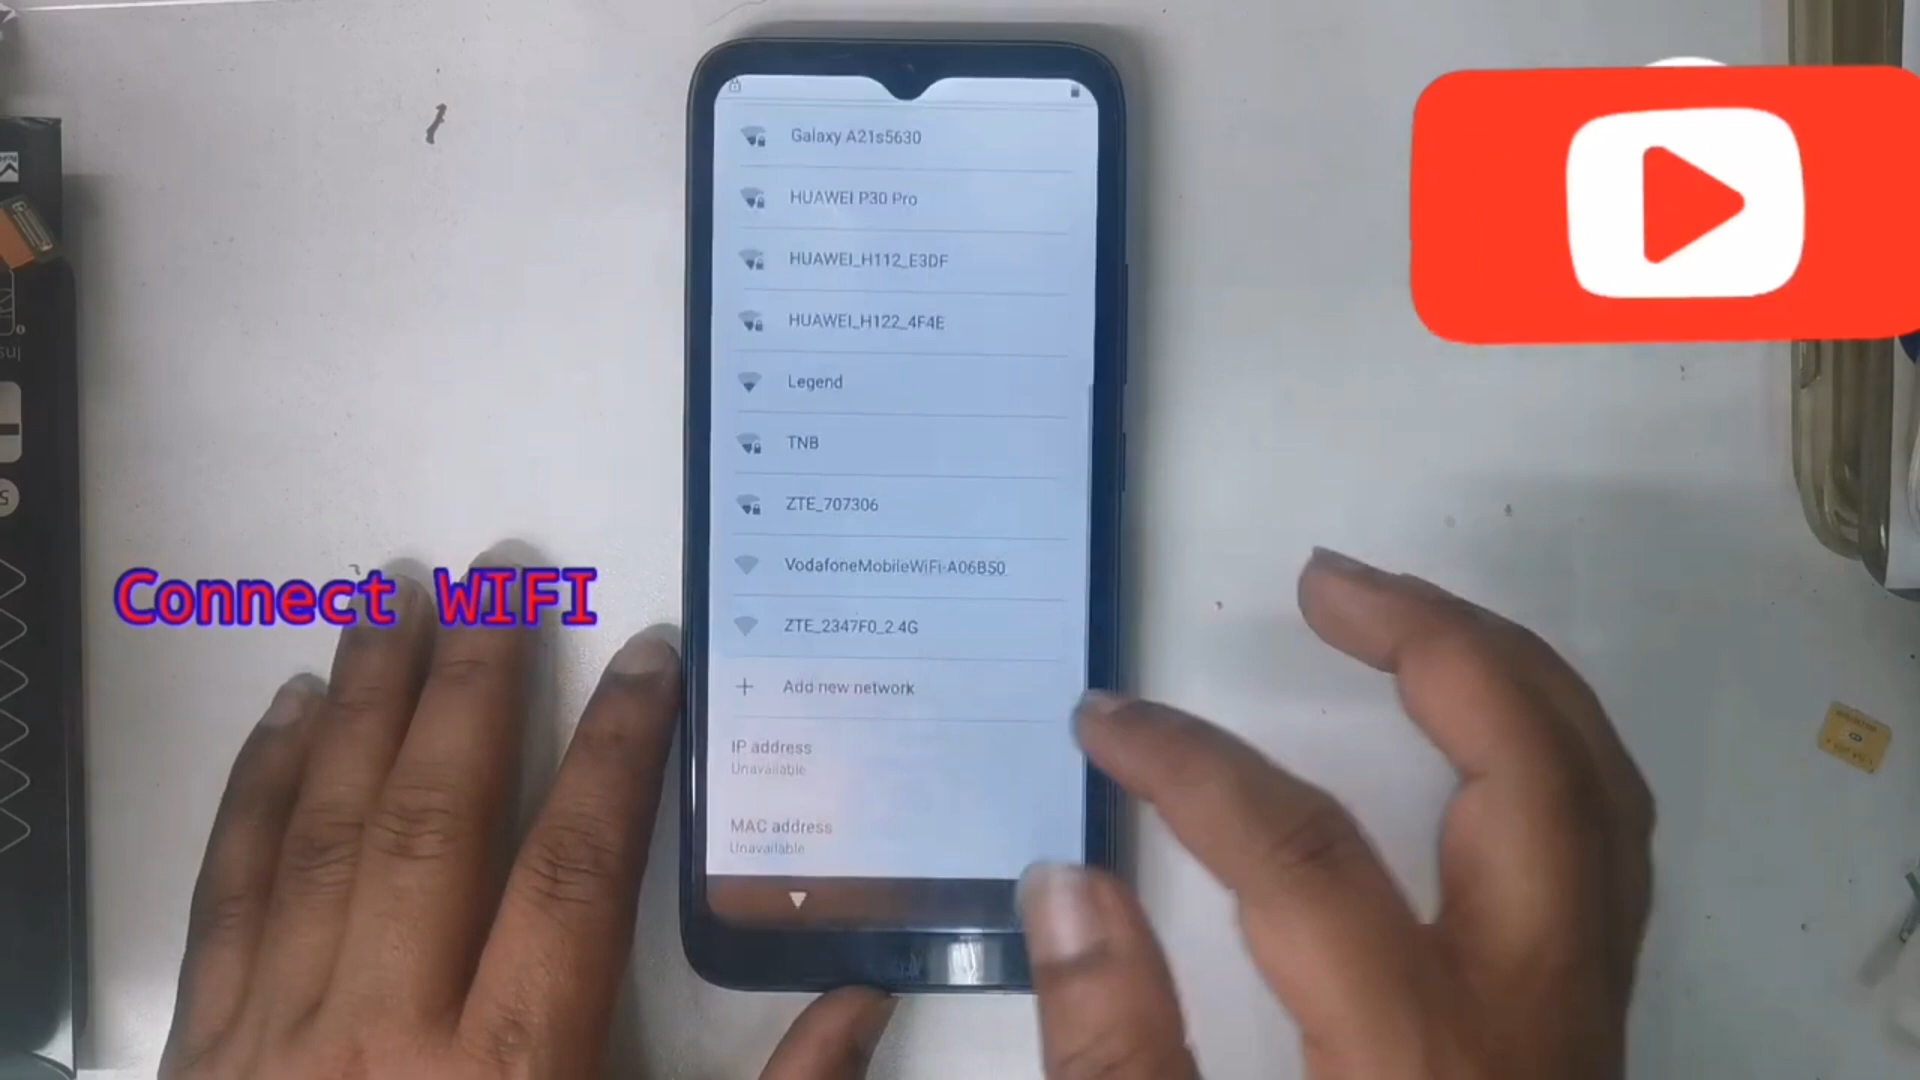 Galaxy A21s5630
HUAWEI P30 Pro
HUAWEI_H112_E3DF
HUAWEI_H122_4F4E
Legend
TNB
ZTE_707306
VodafoneMobileWiFi-A06B50
ZTE_2347F0_2.4G
Add new network
IP address
Unavailable
MAC address
Unavailable
Connect WIFI